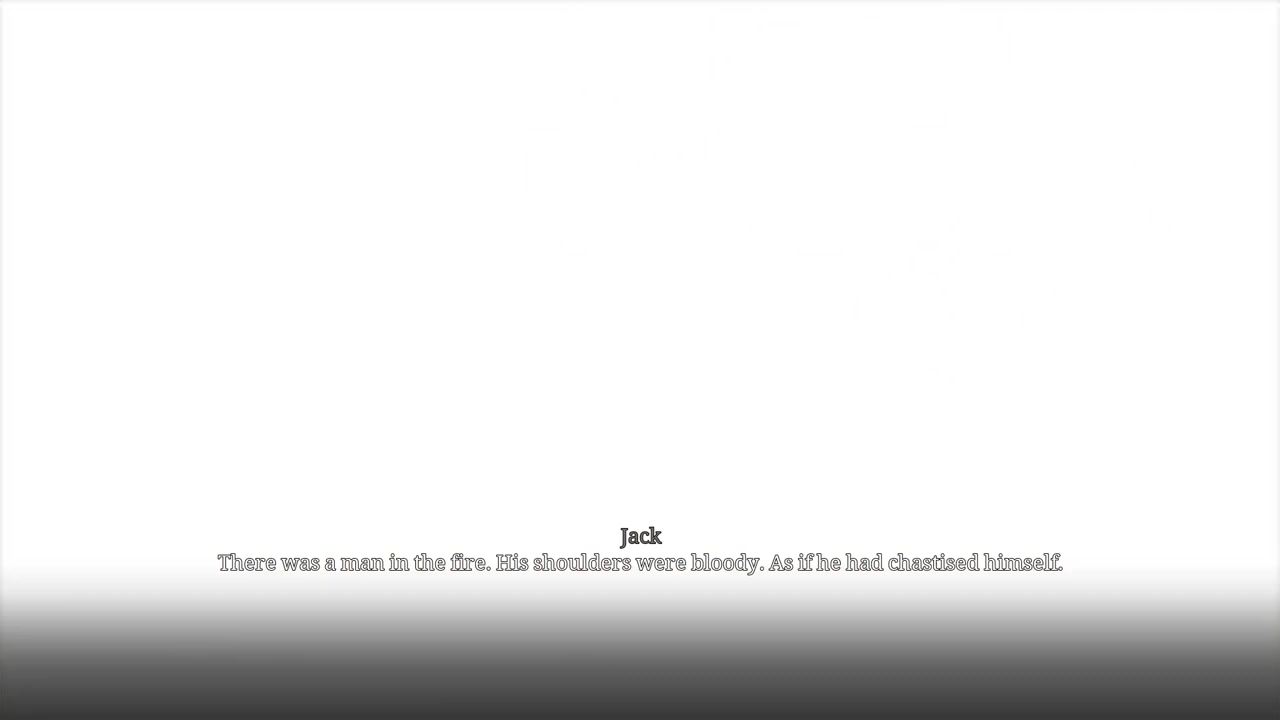 Jack
There was a man in the fire. His shoulders were bloody. As if he had chastised himself.